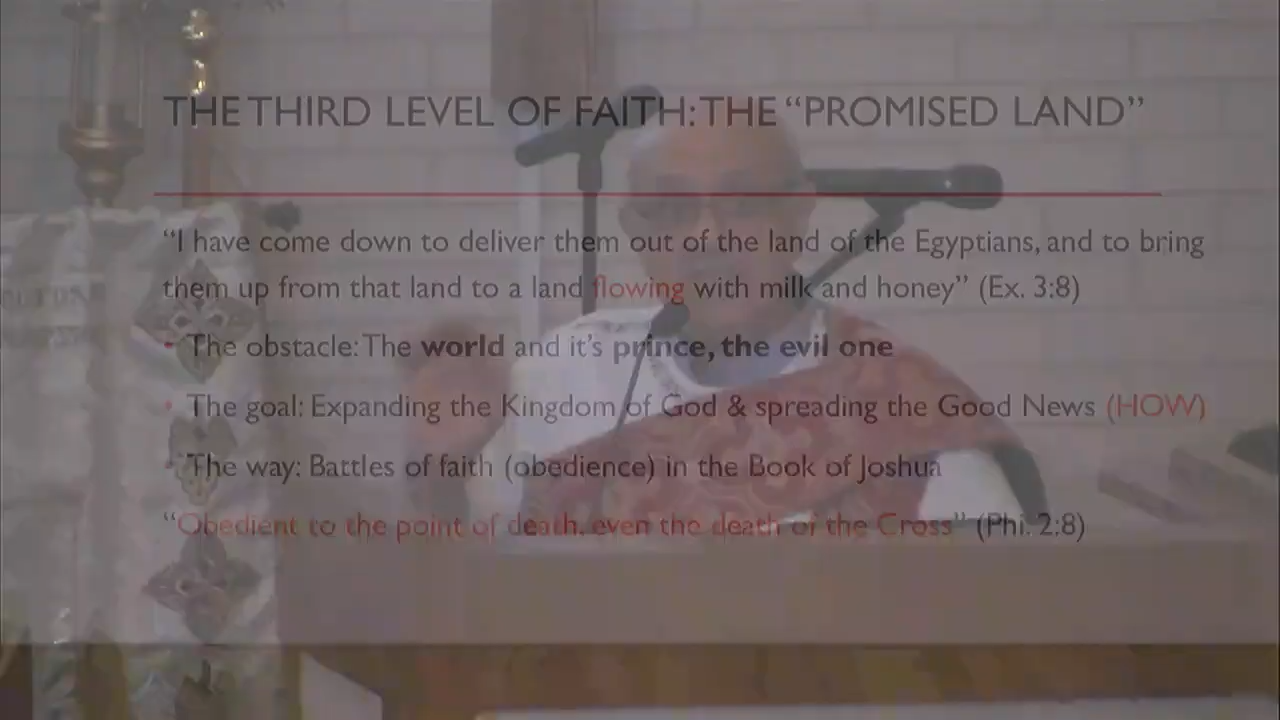 THE THIRD LEVEL OF FAITH: THE “PROMISED LAND”
“I have come down to deliver them out of the land of the Egyptians, and to bring
them up from that land to a land flowing with milk and honey” (Ex. 3:8)
• The obstacle: The world and it’s prince, the evil one
• The goal: Expanding the Kingdom of God & spreading the Good News (HOW)
• The way: Battles of faith (obedience) in the Book of Joshua
“Obedient to the point of death, even the death of the Cross” (Phi. 2:8)